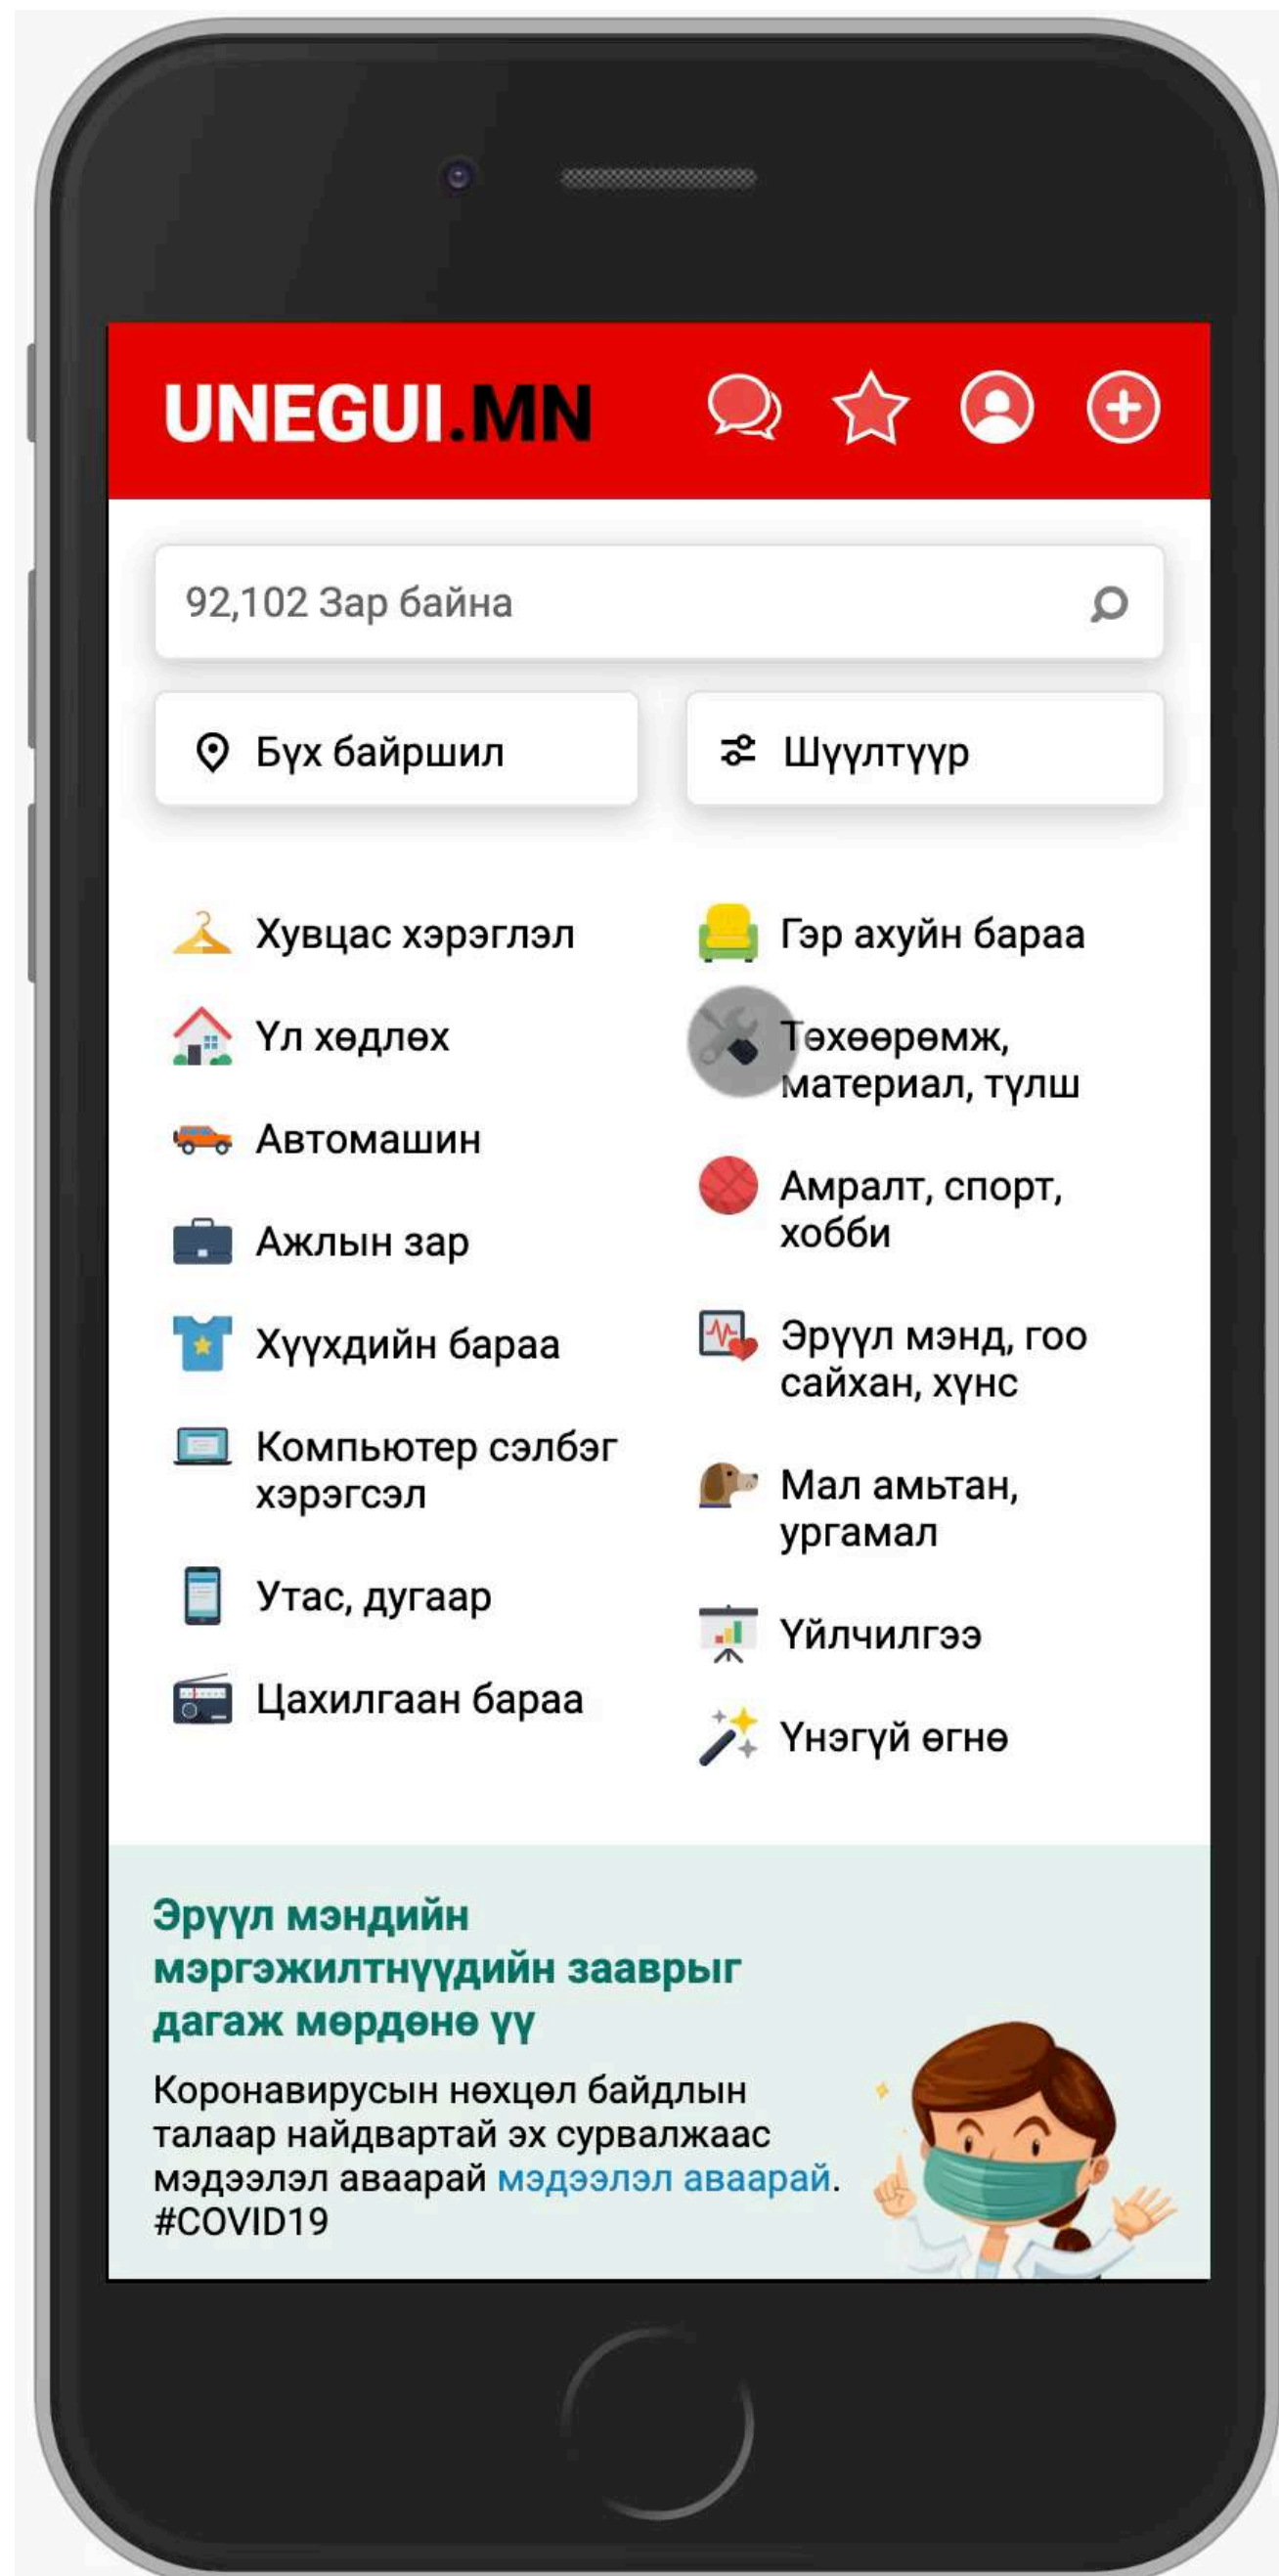 UNEGUI.MN
92,102 Зар байна
Бүх байршил
Шүүлтүүр
Хувцас хэрэглэл
Үл хөдлөх
Автомашин
Ажлын зар
Хүүхдийн бараа
Компьютер сэлбэг
хэрэгсэл
Утас, дугаар
Цахилгаан бараа
Гэр ахуйн бараа
Төхөөрөмж,
материал, түлш
Амралт, спорт,
хобби
Эрүүл мэнд, гоо
сайхан, хүнс
Мал амьтан,
ургамал
Үйлчилгээ
Үнэгүй өгнө
Эрүүл мэндийн
мэргэжилтнүүдийн зааврыг
дагаж мөрдөнө үү
Коронавирусын нөхцөл байдлын
талаар найдвартай эх сурвалжаас
мэдээлэл аваарай мэдээлэл аваарай.
#COVID19